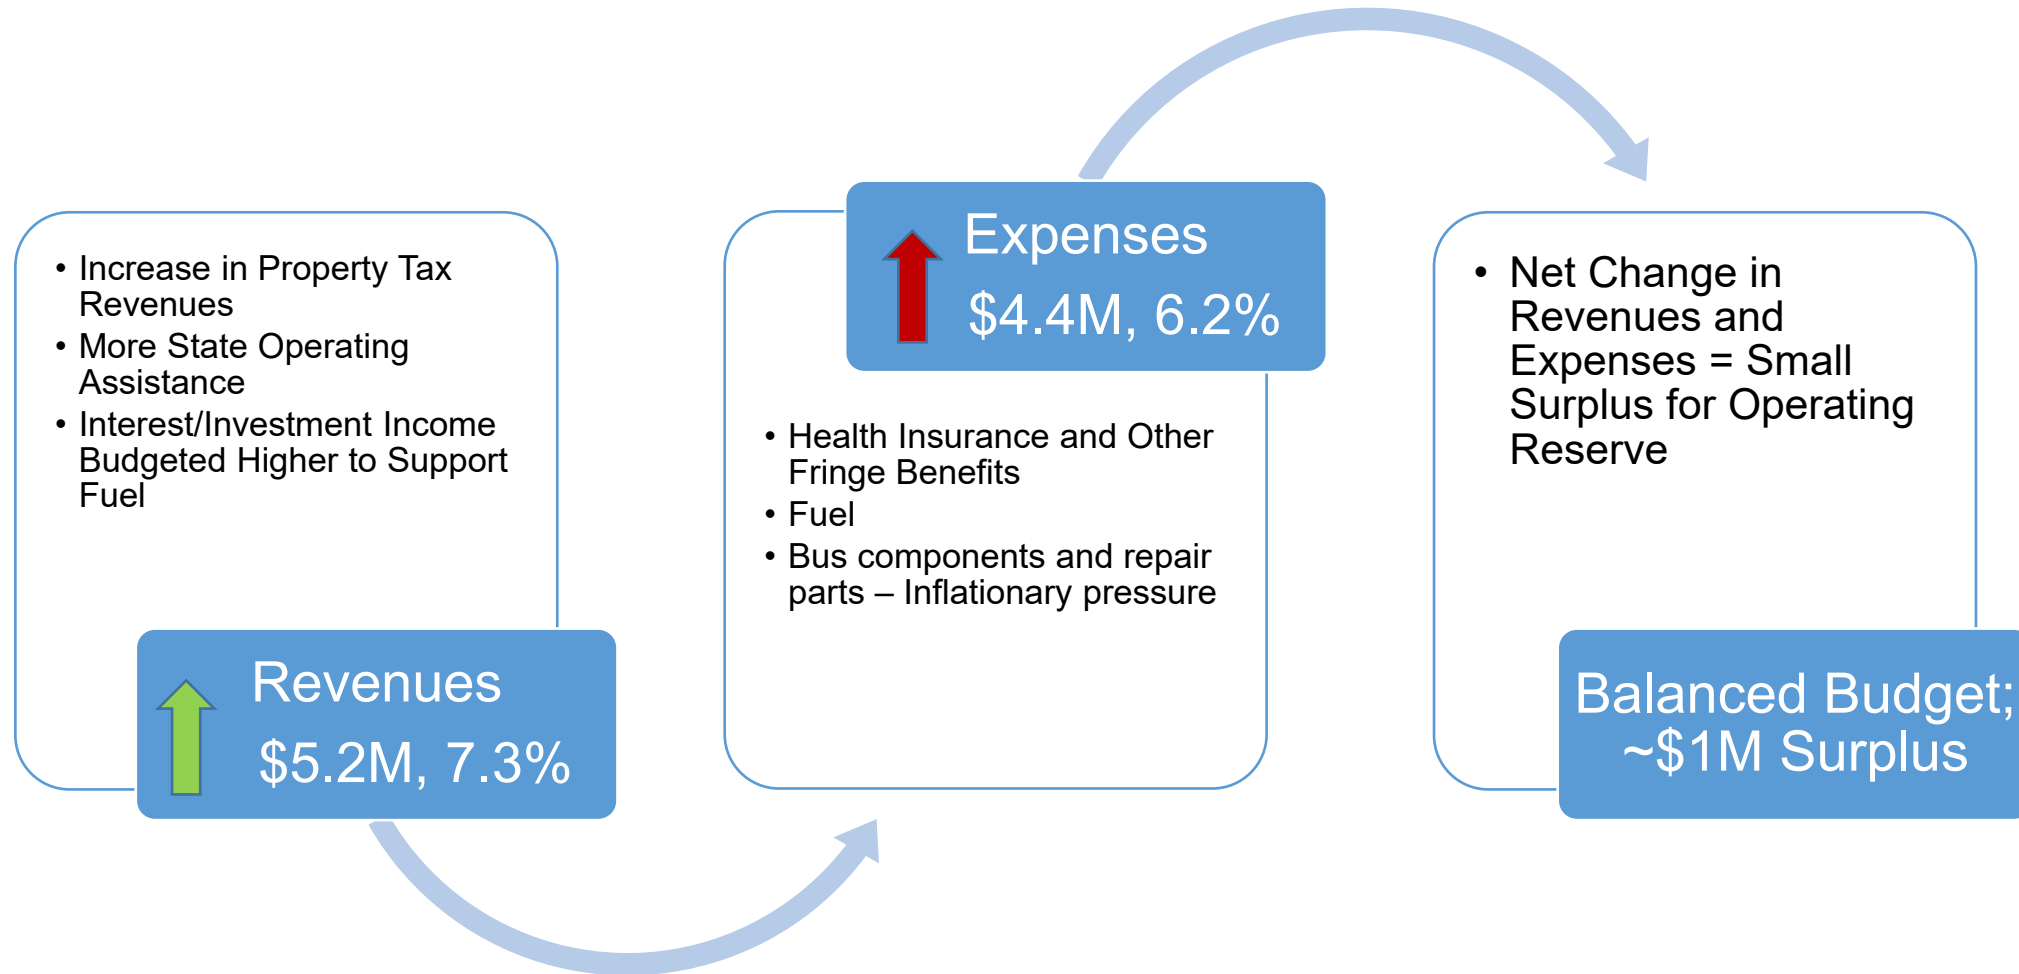 • Increase in Property Tax
Revenues
• More State Operating
Assistance
• Interest/Investment Income
Budgeted Higher to Support
Fuel
Revenues
$5.2M, 7.3%
Expenses
$4.4M, 6.2%
• Health Insurance and Other
Fringe Benefits
• Fuel
• Bus components and repair
parts – Inflationary pressure
• Net Change in
Revenues and
Expenses = Small
Surplus for Operating
Reserve
Balanced Budget;
~$1M Surplus